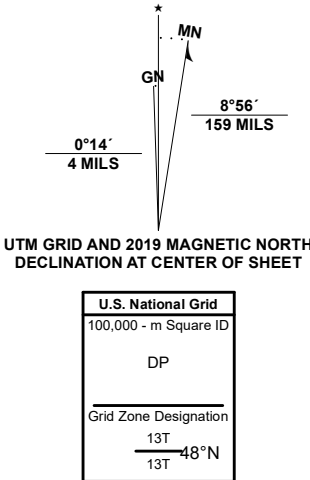 ★
MN
GN
8°56´
159 MILS
0°14´
4 MILS
UTM GRID AND 2019 MAGNETIC NORTH
DECLINATION AT CENTER OF SHEET
U.S. National Grid
100,000 - m Square ID
DP
Grid Zone Designation
13T
48°N
13T